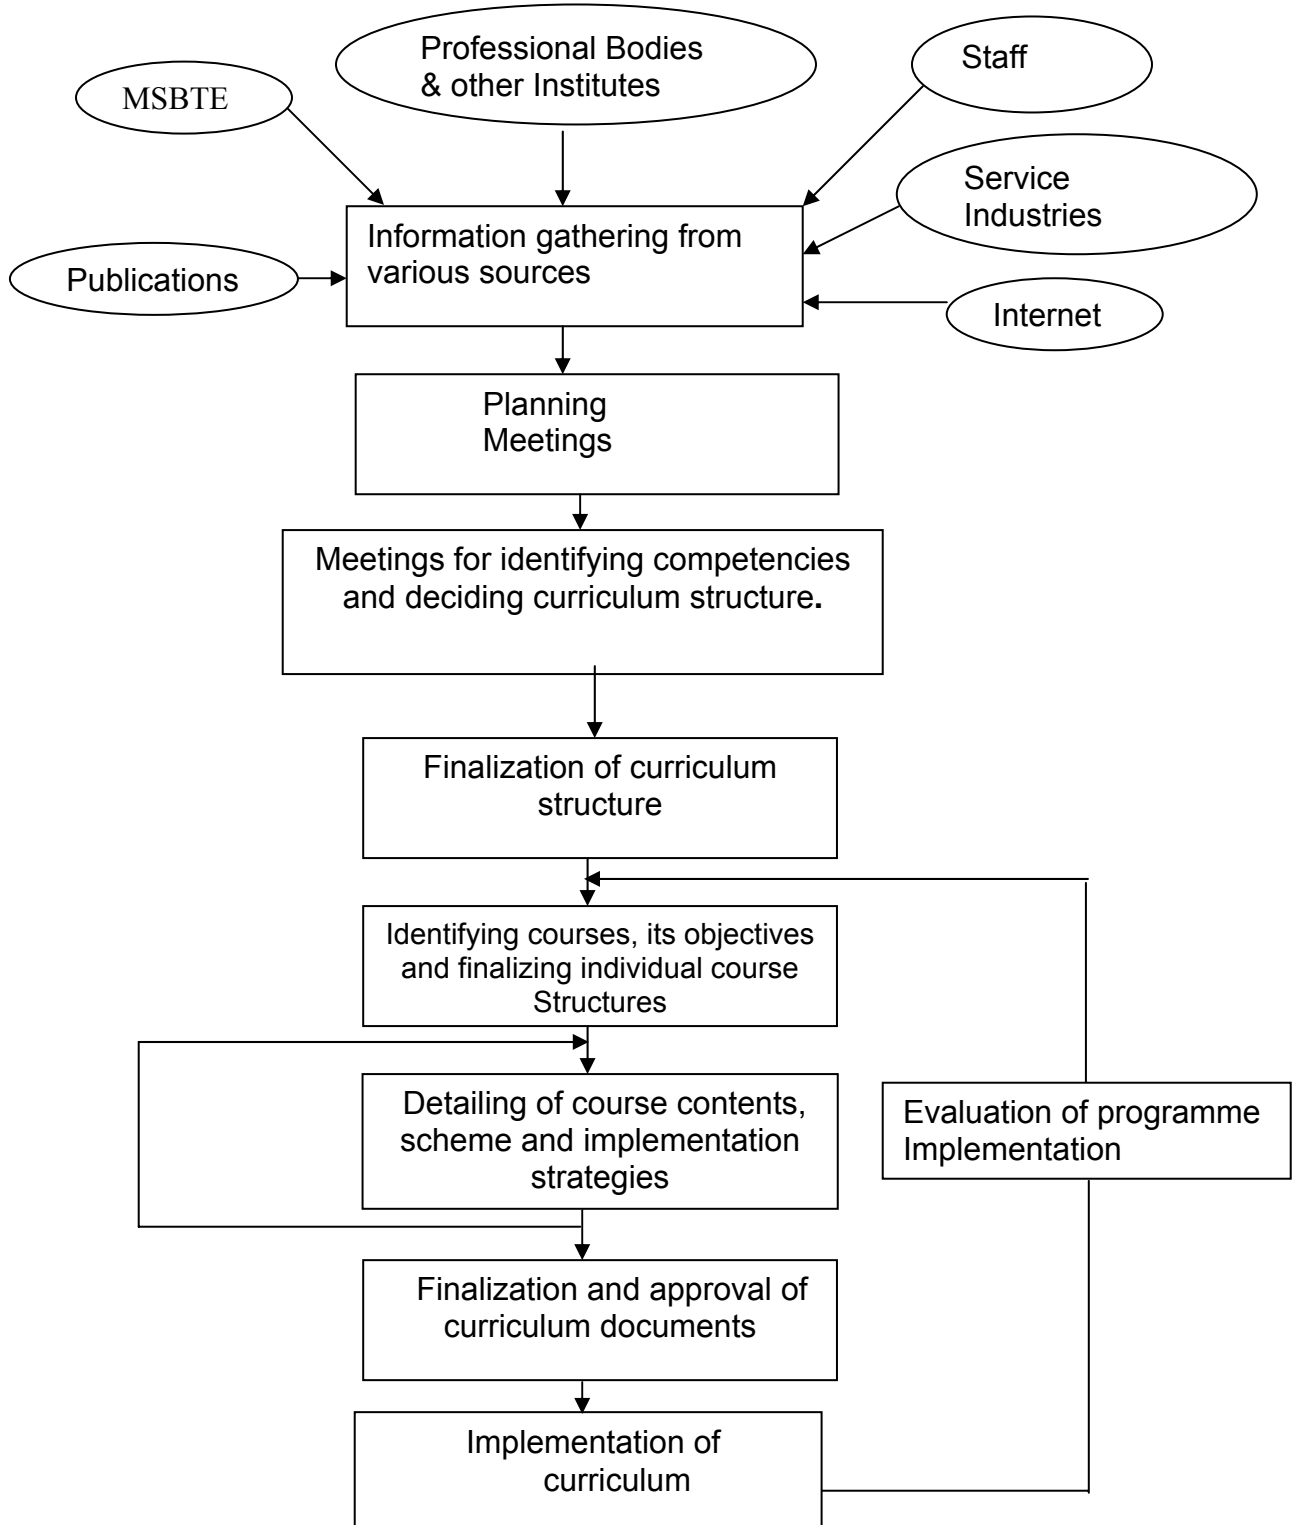 Professional Bodies
& other Institutes
Staff
MSBTE
Service
Industries
Information gathering from
various sources
Publications
Internet
Planning
Meetings
Meetings for identifying competencies
and deciding curriculum structure.
Finalization of curriculum
structure
Identifying courses, its objectives
and finalizing individual course
Structures
Detailing of course contents,
scheme and implementation
strategies
Evaluation of programme
Implementation
Finalization and approval of
curriculum documents
Implementation of
curriculum